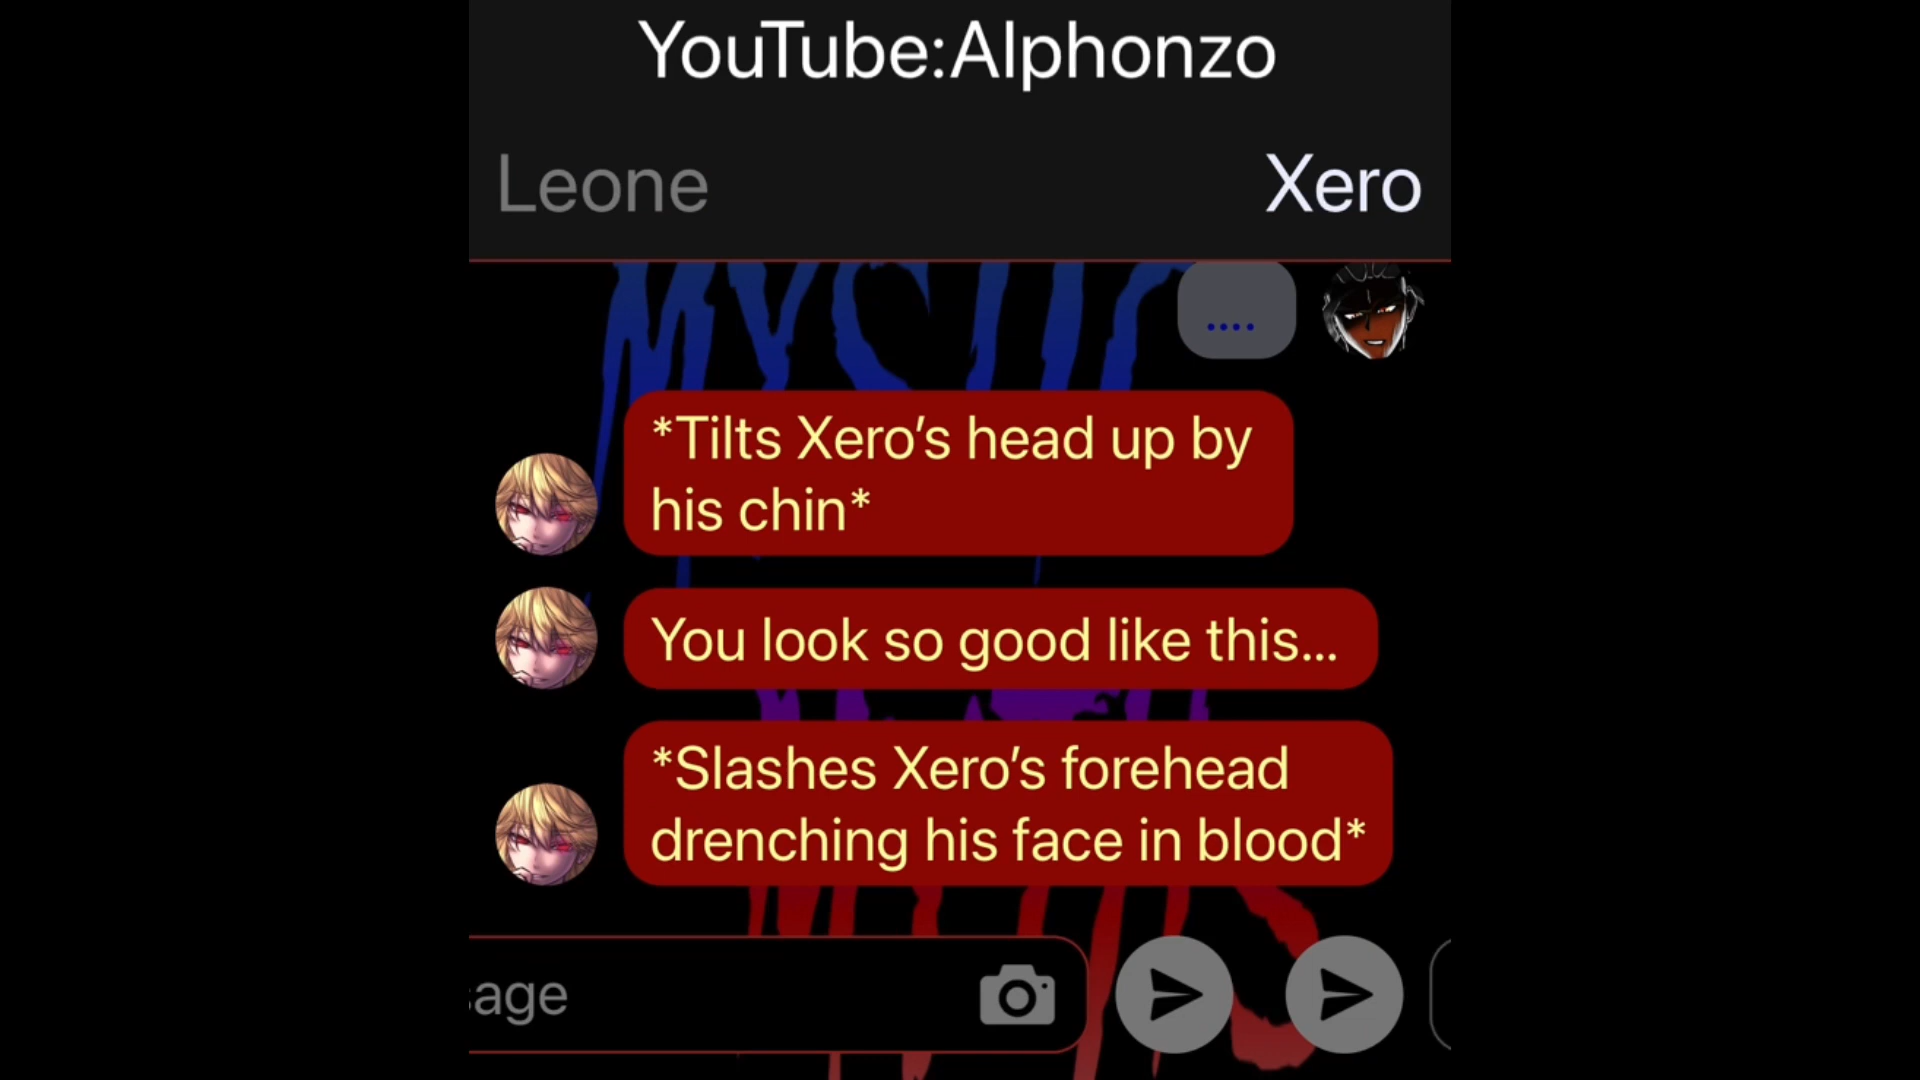 YouTube:Alphonzo
Leone
Xero
....
*Tilts Xero’s head up by
his chin*
You look so good like this...
*Slashes Xero’s forehead
drenching his face in blood*
sage